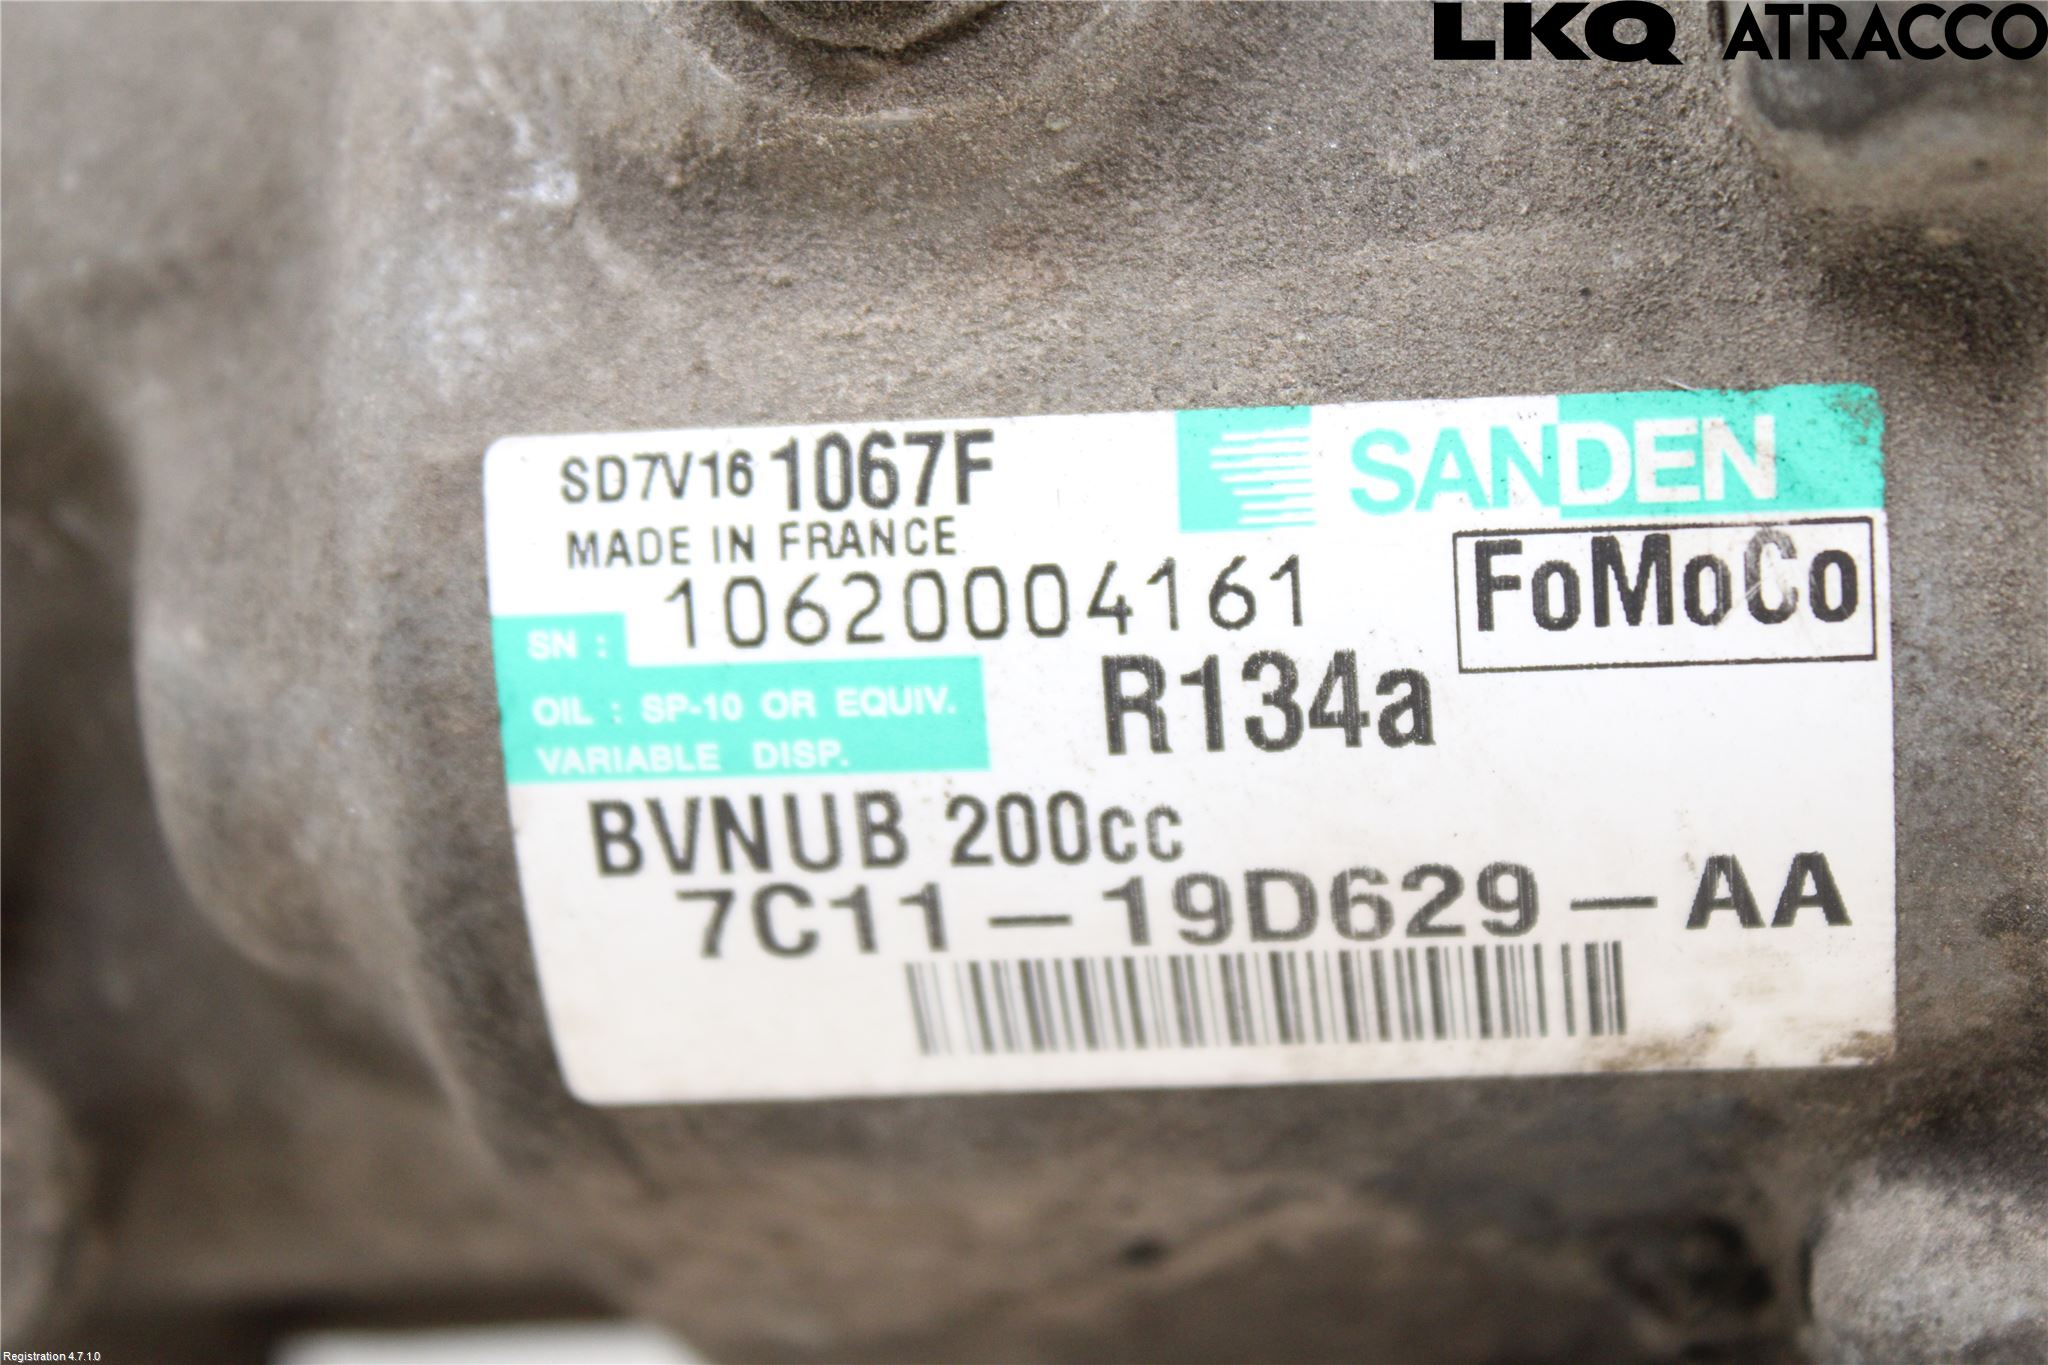 LKQ ATRACCO
SD7V16 1067F
SANDEN
MADE IN FRANCE
FoMoCo
SN : 10620004161
OIL : SP-10 OR EQUIV.
R134a
VARIABLE DISP.
BVNUB 200cc
7C11-19D629-AA
Registration 4.7.1.0